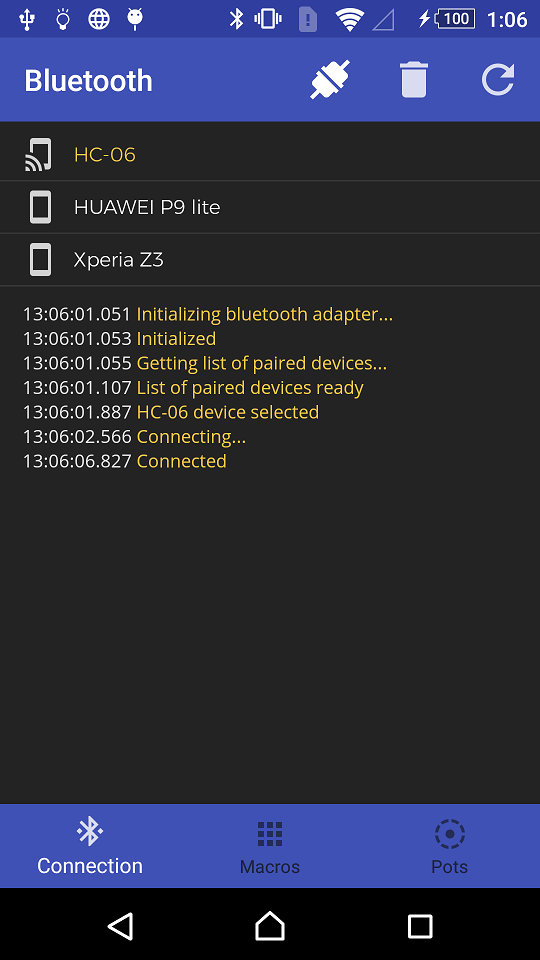 100 1:06
Bluetooth
HC-06
HUAWEI P9 lite
Xperia Z3
13:06:01.051 Initializing bluetooth adapter...
13:06:01.053 Initialized
13:06:01.055 Getting list of paired devices...
13:06:01.107 List of paired devices ready
13:06:01.887 HC-06 device selected
13:06:02.566 Connecting...
13:06:06.827 Connected
Connection Macros Pots